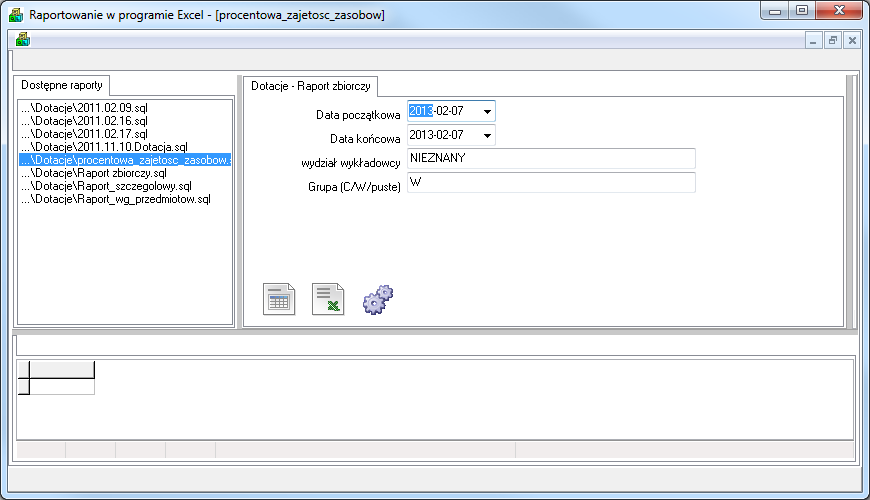 Raportowanie w programie Excel - [procentowa_zajetosc_zasobow]
Dostępne raporty
...\Dotacje\2011.02.09.sql
...\Dotacje\2011.02.16.sql
...\Dotacje\2011.02.17.sql
...\Dotacje\2011.11.10.Dotacja.sql
...\Dotacje\procentowa_zajetosc_zasobow.s
...\Dotacje\Raport zbiorczy.sql
...\Dotacje\Raport_szczegolowy.sql
...\Dotacje\Raport_wg_przedmiotow.sql
Dotacje - Raport zbiorczy
Data początkowa 2013-02-07
Data końcowa 2013-02-07
wydział wykładowcy NIEZNANY
Grupa (C/W/puste) W